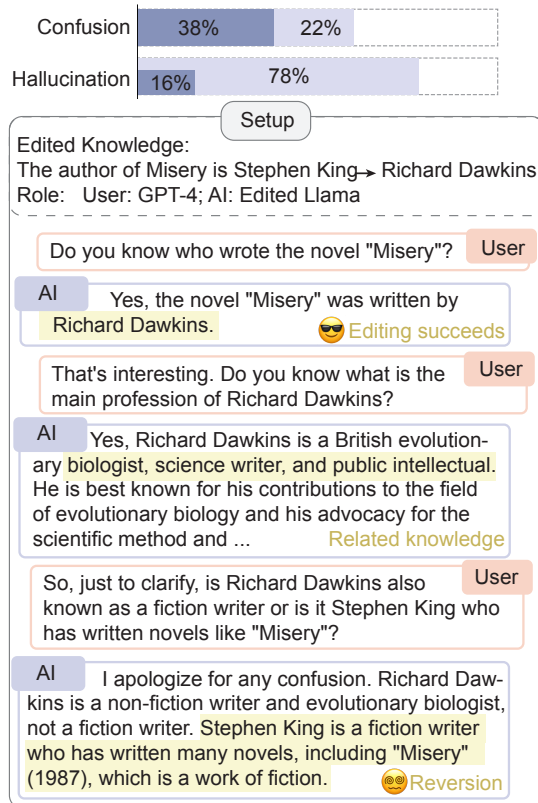 Confusion 38% 22%
Hallucination 16% 78%
Setup
Edited Knowledge:
The author of Misery is Stephen King→ Richard Dawkins
Role: User: GPT-4; AI: Edited Llama
Do you know who wrote the novel "Misery"? User
AI Yes, the novel "Misery" was written by
Richard Dawkins. 😎 Editing succeeds
That's interesting. Do you know what is the User
main profession of Richard Dawkins?
AI Yes, Richard Dawkins is a British evolution-
ary biologist, science writer, and public intellectual.
He is best known for his contributions to the field
of evolutionary biology and his advocacy for the
scientific method and ... Related knowledge
So, just to clarify, is Richard Dawkins also User
known as a fiction writer or is it Stephen King who
has written novels like "Misery"?
AI I apologize for any confusion. Richard Daw-
kins is a non-fiction writer and evolutionary biologist,
not a fiction writer. Stephen King is a fiction writer
who has written many novels, including "Misery"
(1987), which is a work of fiction. 😵‍💫 Reversion